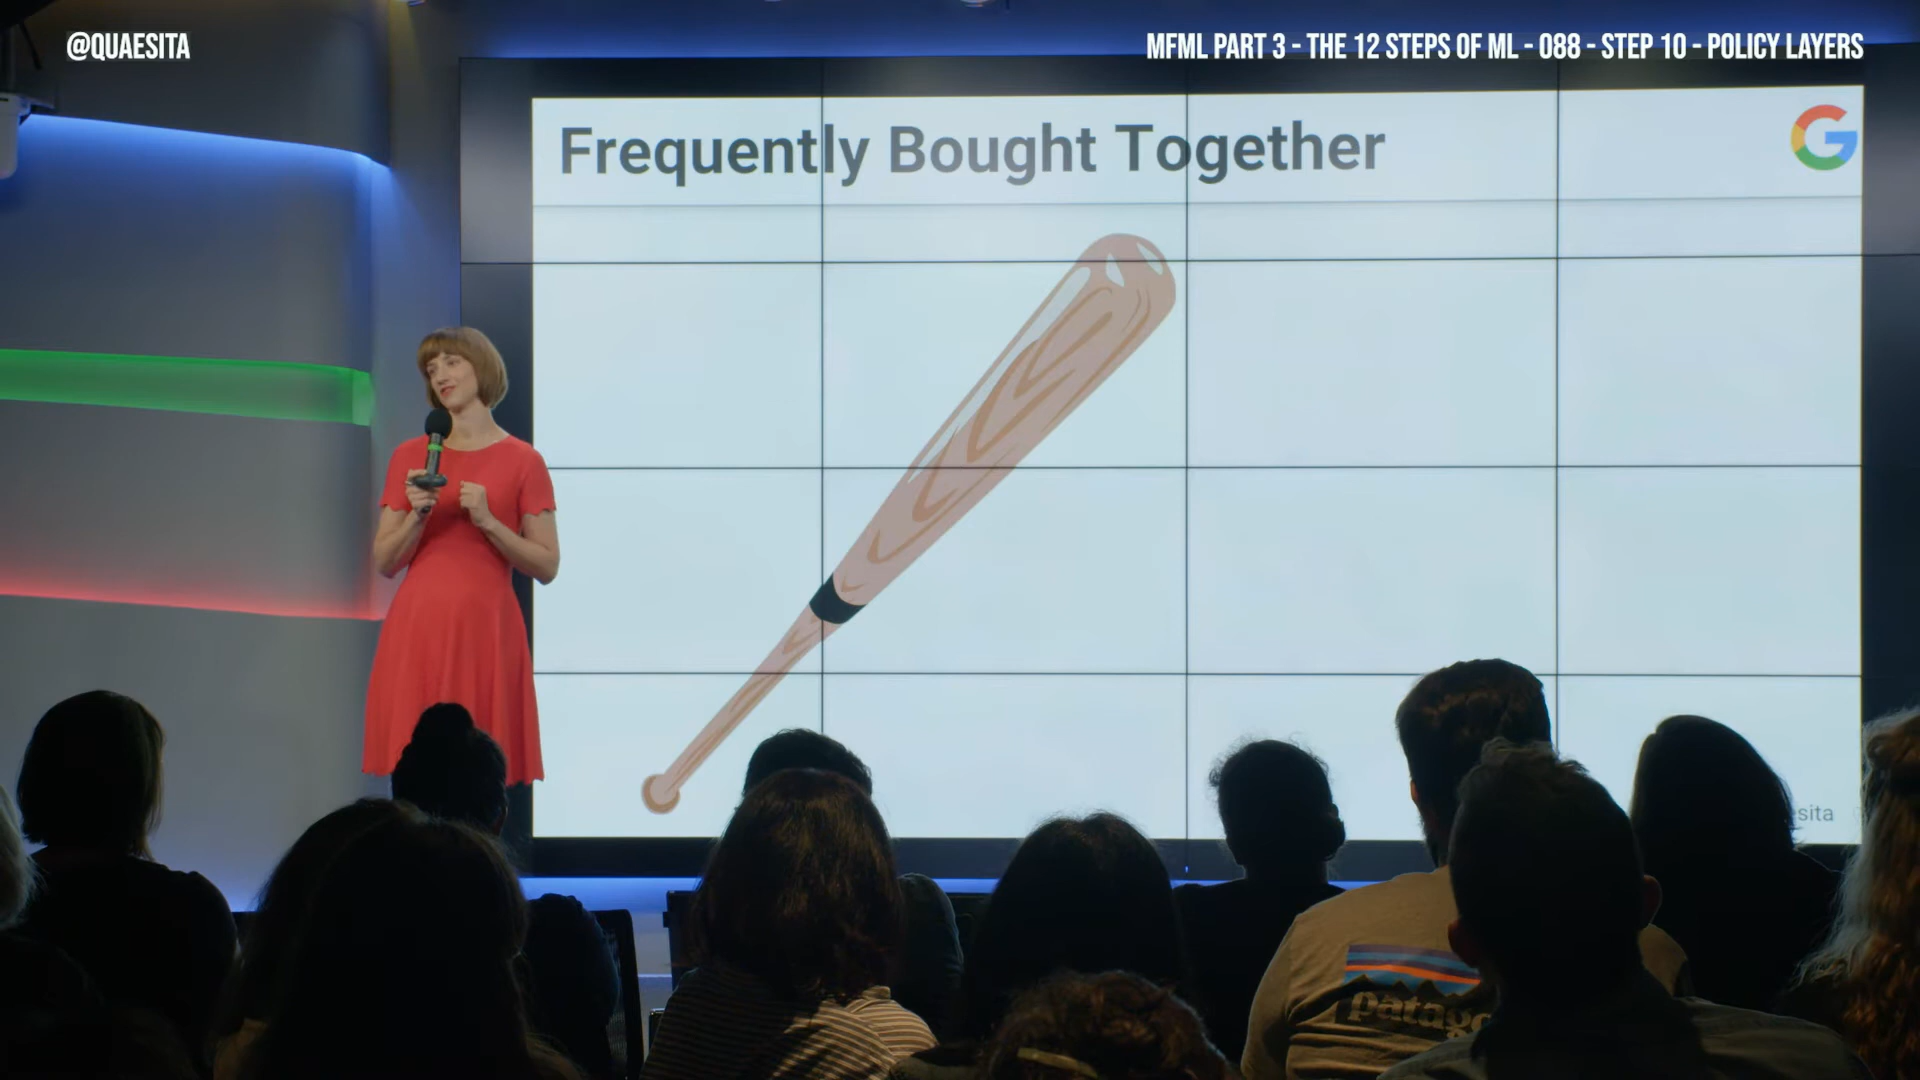 @QUAESITA
MFML PART 3 - THE 12 STEPS OF ML - 088 - STEP 10 - POLICY LAYERS
Frequently Bought Together
G